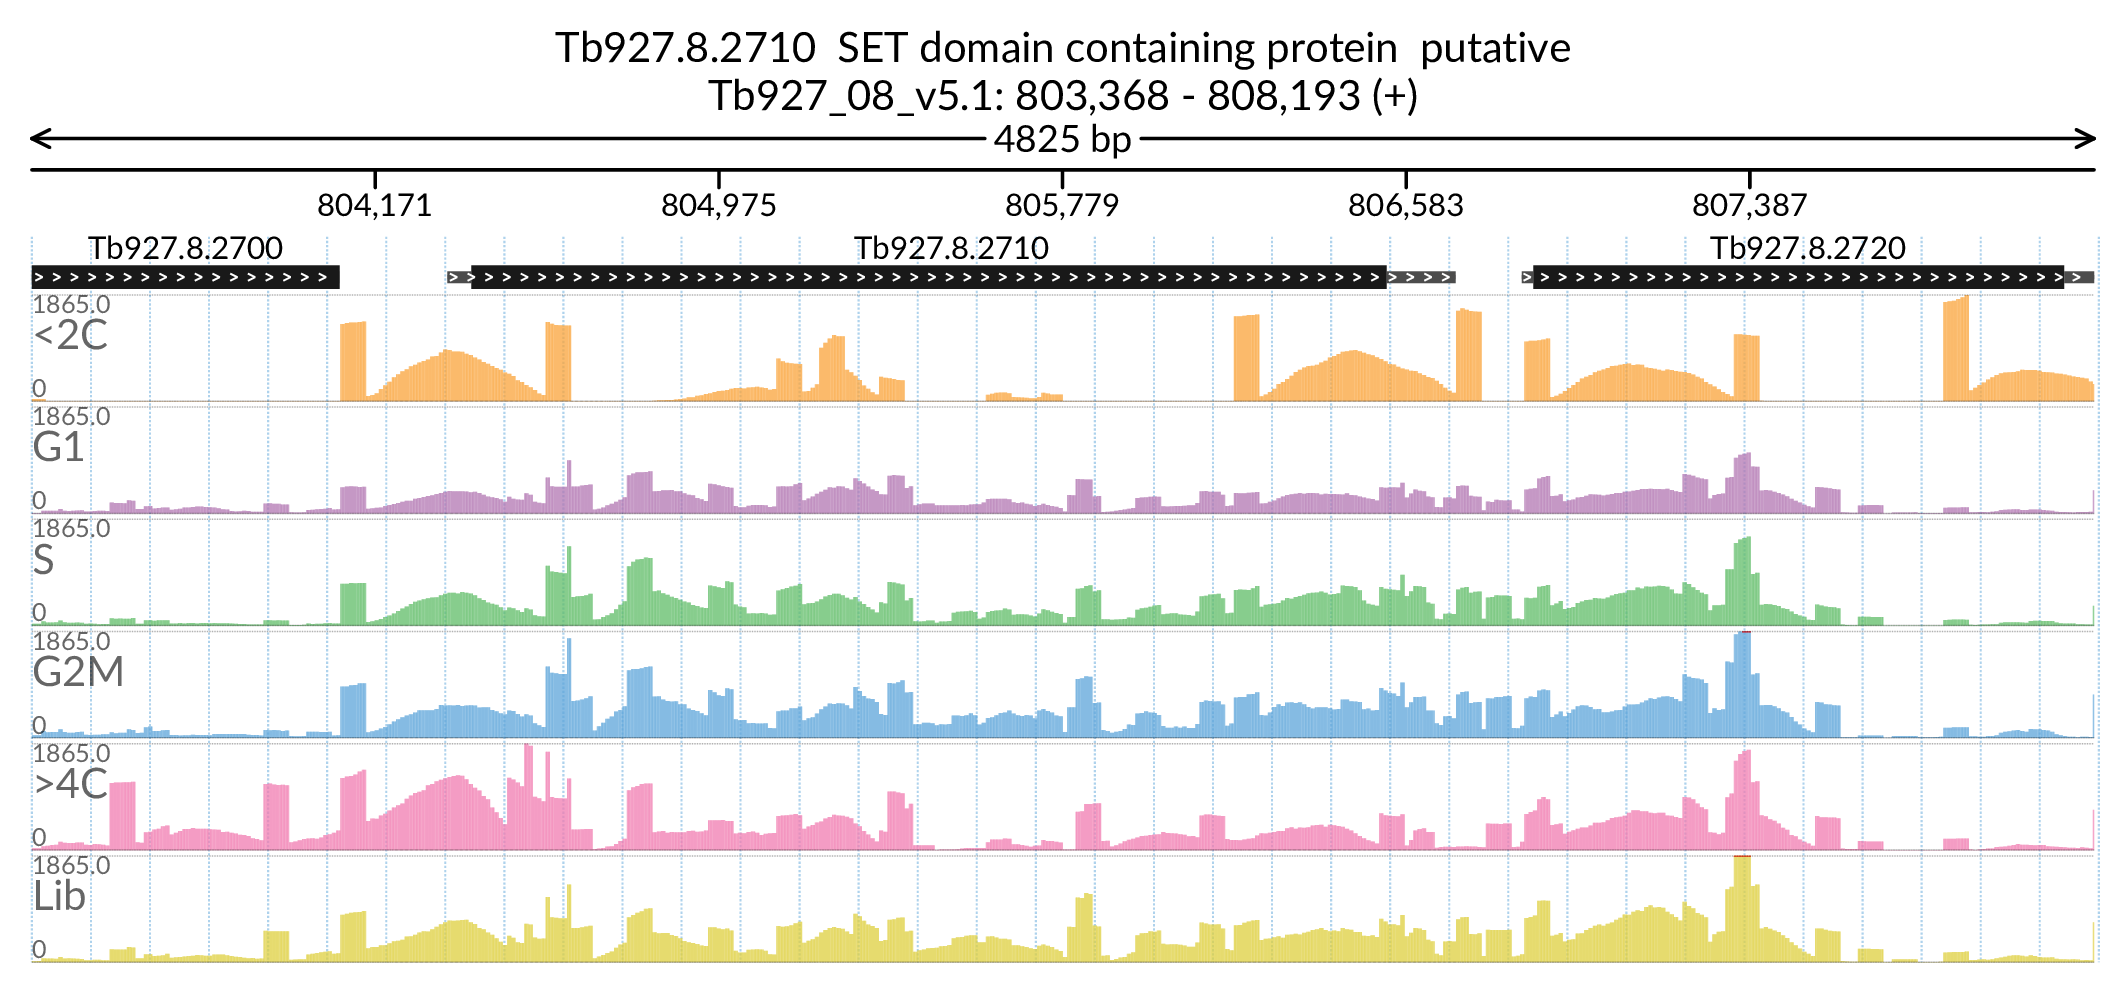 Tb927.8.2710  SET domain containing protein  putative
Tb927_08_v5.1: 803,368 - 808,193 (+)
4825 bp
804,171 804,975 805,779 806,583 807,387
Tb927.8.2700 Tb927.8.2710 Tb927.8.2720
1865.0
<2C
0
1865.0
G1
0
1865.0
S
0
1865.0
G2M
0
1865.0
>4C
0
1865.0
Lib
0